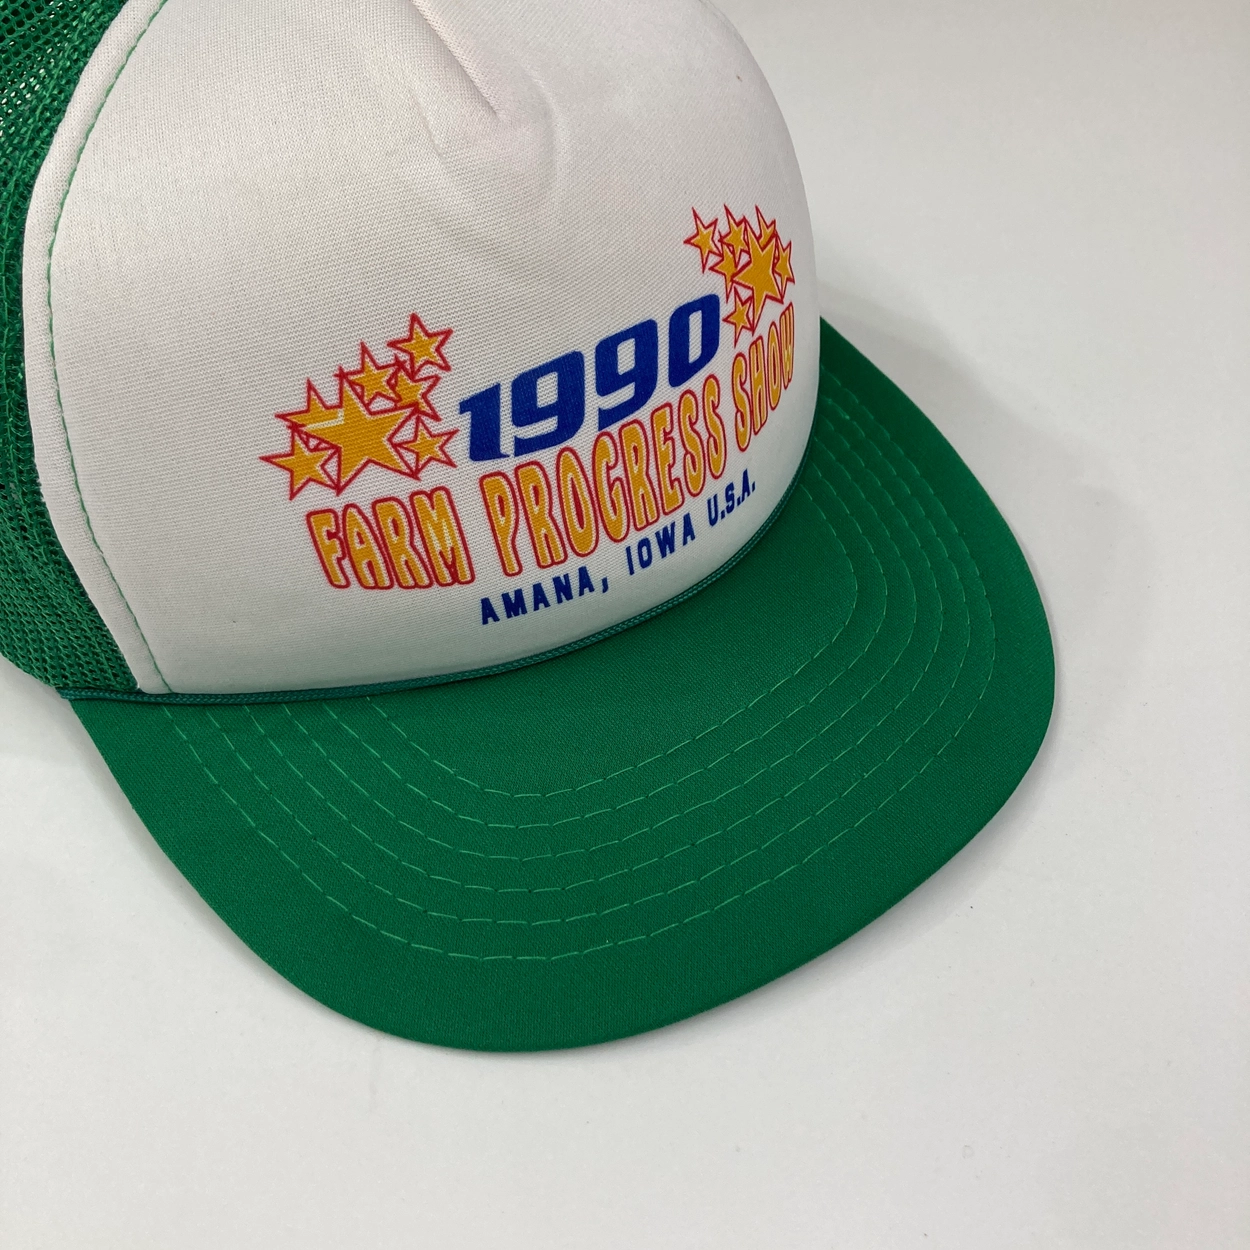 1990
FARM PROGRESS SHOW
AMANA, IOWA U.S.A.